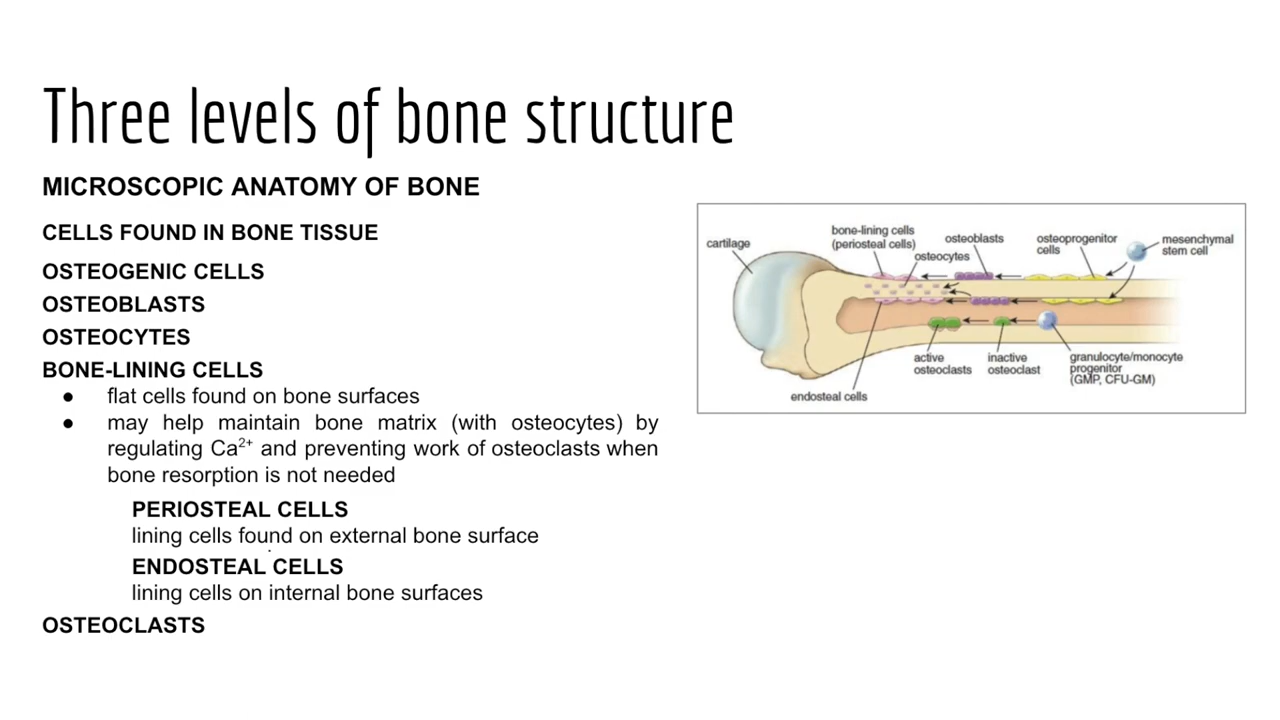 Three levels of bone structure
MICROSCOPIC ANATOMY OF BONE
CELLS FOUND IN BONE TISSUE
OSTEOGENIC CELLS
OSTEOBLASTS
OSTEOCYTES
BONE-LINING CELLS
● flat cells found on bone surfaces
● may help maintain bone matrix (with osteocytes) by
regulating Ca²⁺ and preventing work of osteoclasts when
bone resorption is not needed
PERIOSTEAL CELLS
lining cells found on external bone surface
ENDOSTEAL CELLS
lining cells on internal bone surfaces
OSTEOCLASTS
cartilage
bone-lining cells
(periosteal cells)
osteocytes
osteoblasts
osteoprogenitor
cells
mesenchymal
stem cell
active
osteoclasts
inactive
osteoclast
granulocyte/monocyte
progenitor
(GMP, CFU-GM)
endosteal cells